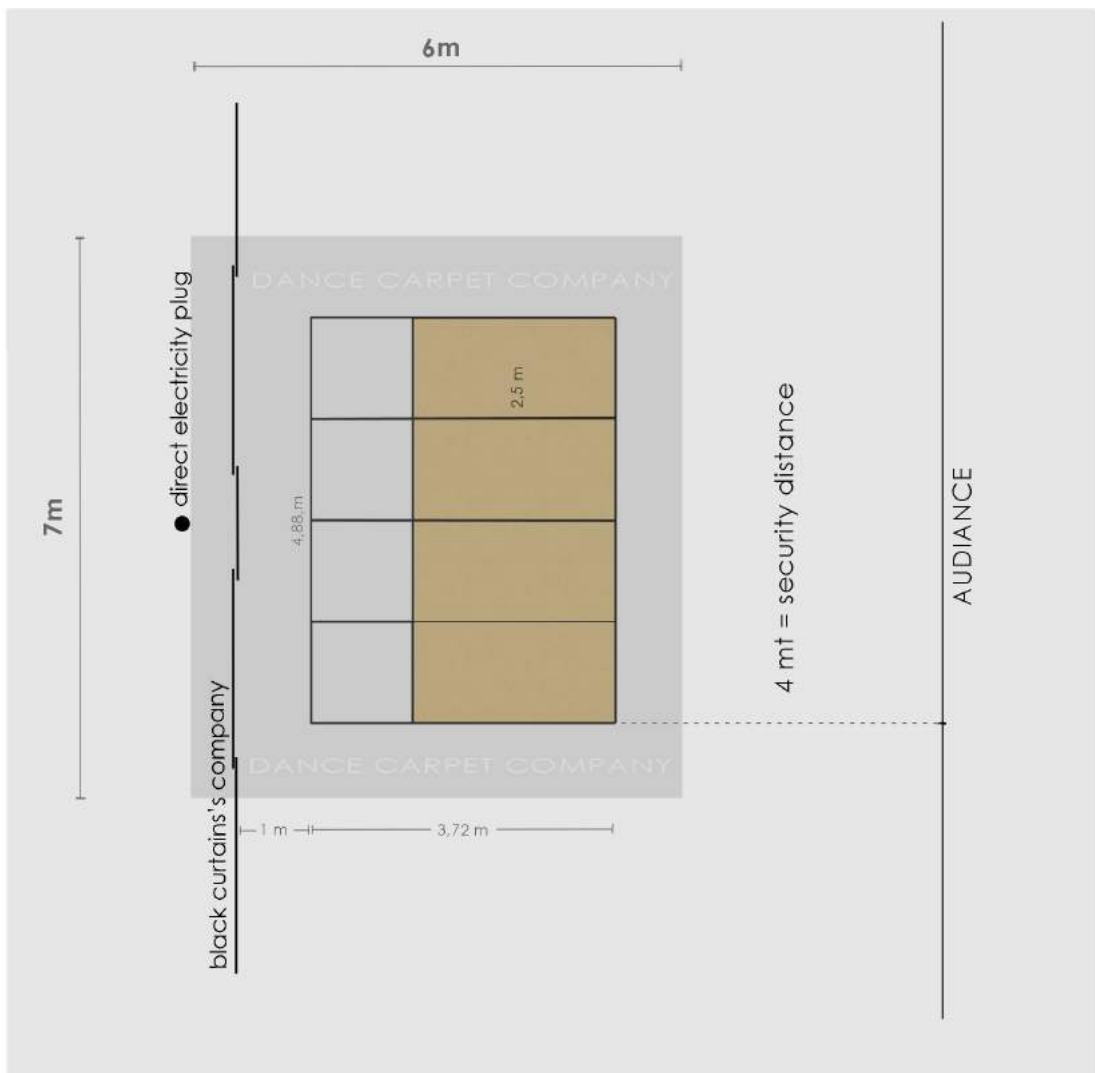 6m
DANCE CARPET COMPANY
direct electricity plug
2,5 m
7m
4,88,m
4 mt = security distance
AUDIANCE
black curtains's company
DANCE CARPET COMPANY
1 m
3,72 m